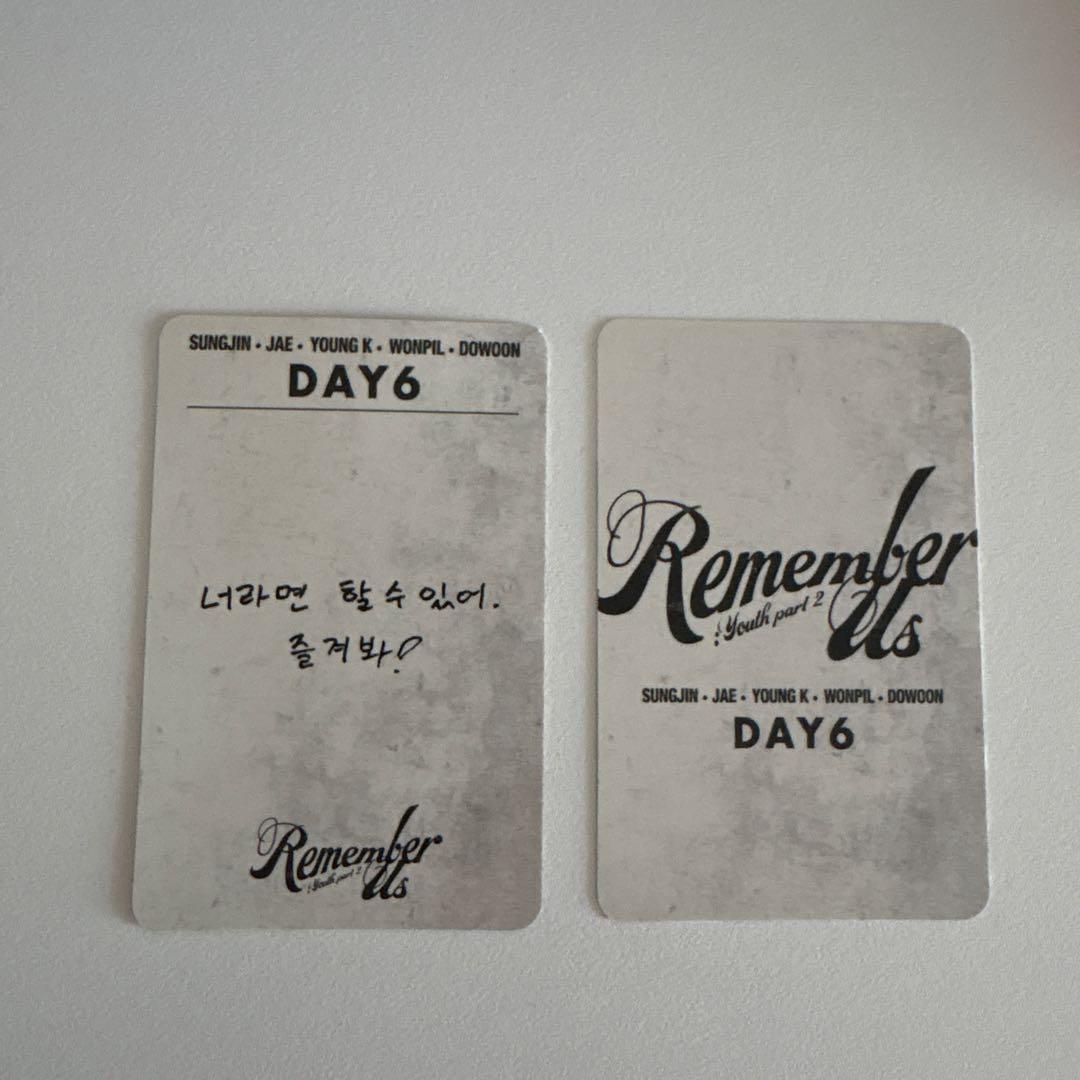 SUNGJIN • JAE • YOUNG K • WONPIL • DOWOON
DAY6
너라면 할 수 있어.
즐겨봐!
Remember
Us
: Youth part 2
Remember
Us
: Youth part 2
SUNGJIN • JAE • YOUNG K • WONPIL • DOWOON
DAY6